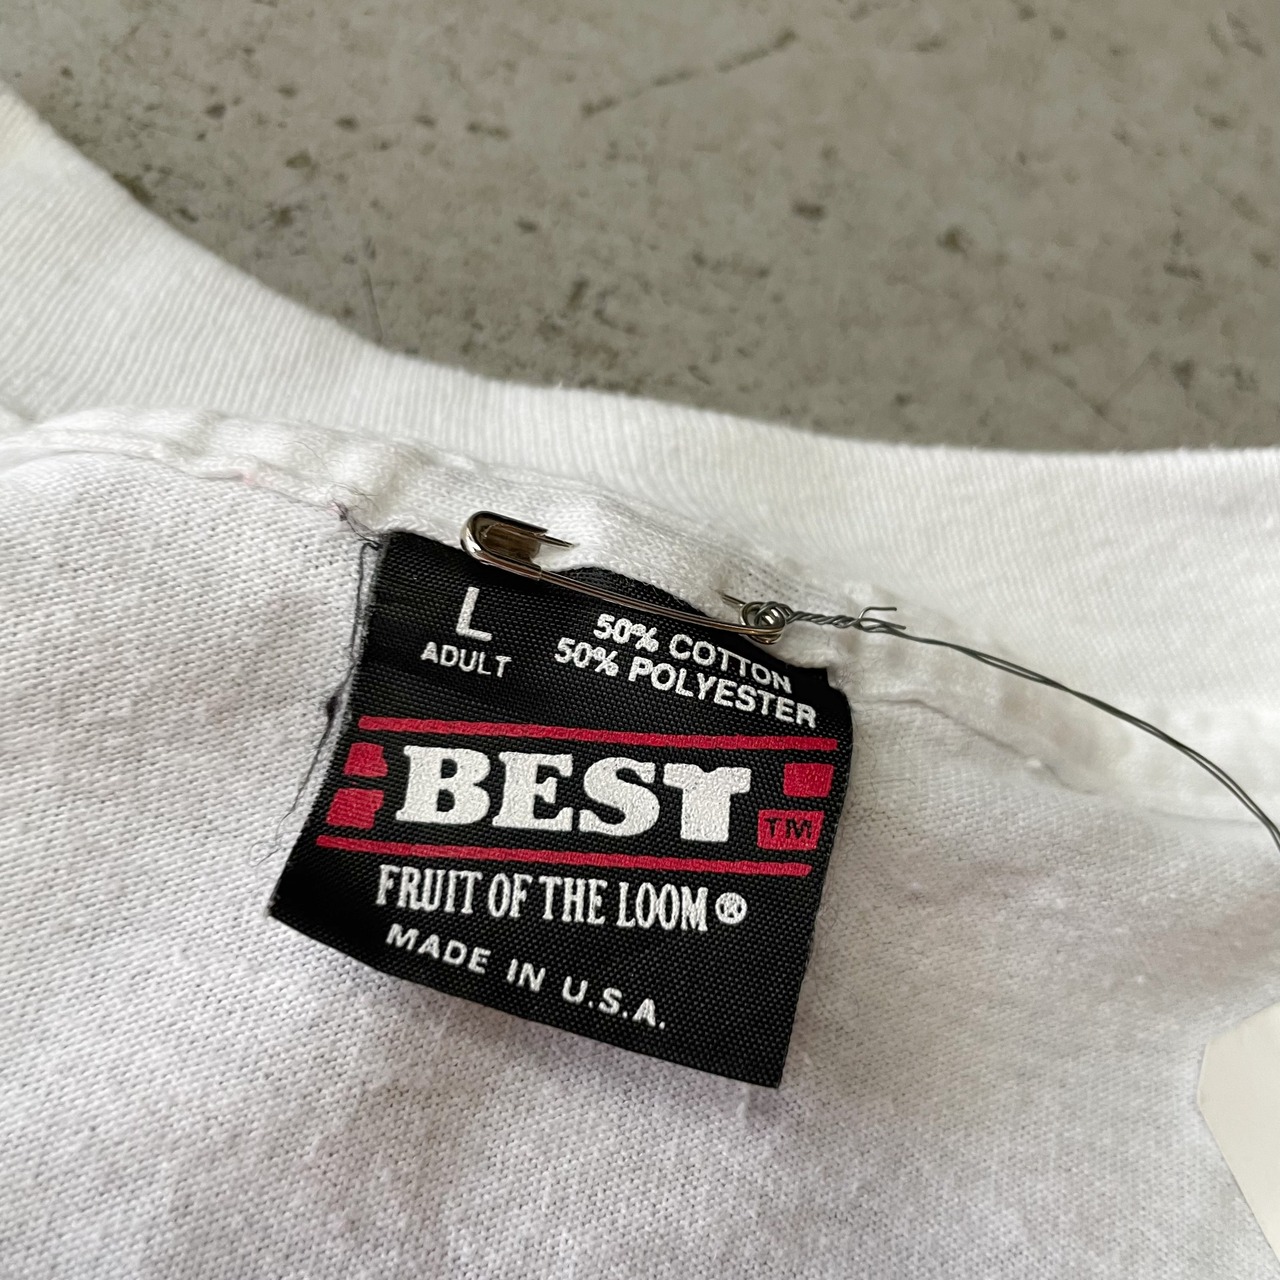 L
ADULT
50% COTTON
50% POLYESTER
BEST
TM
FRUIT OF THE LOOM®
MADE IN U.S.A.